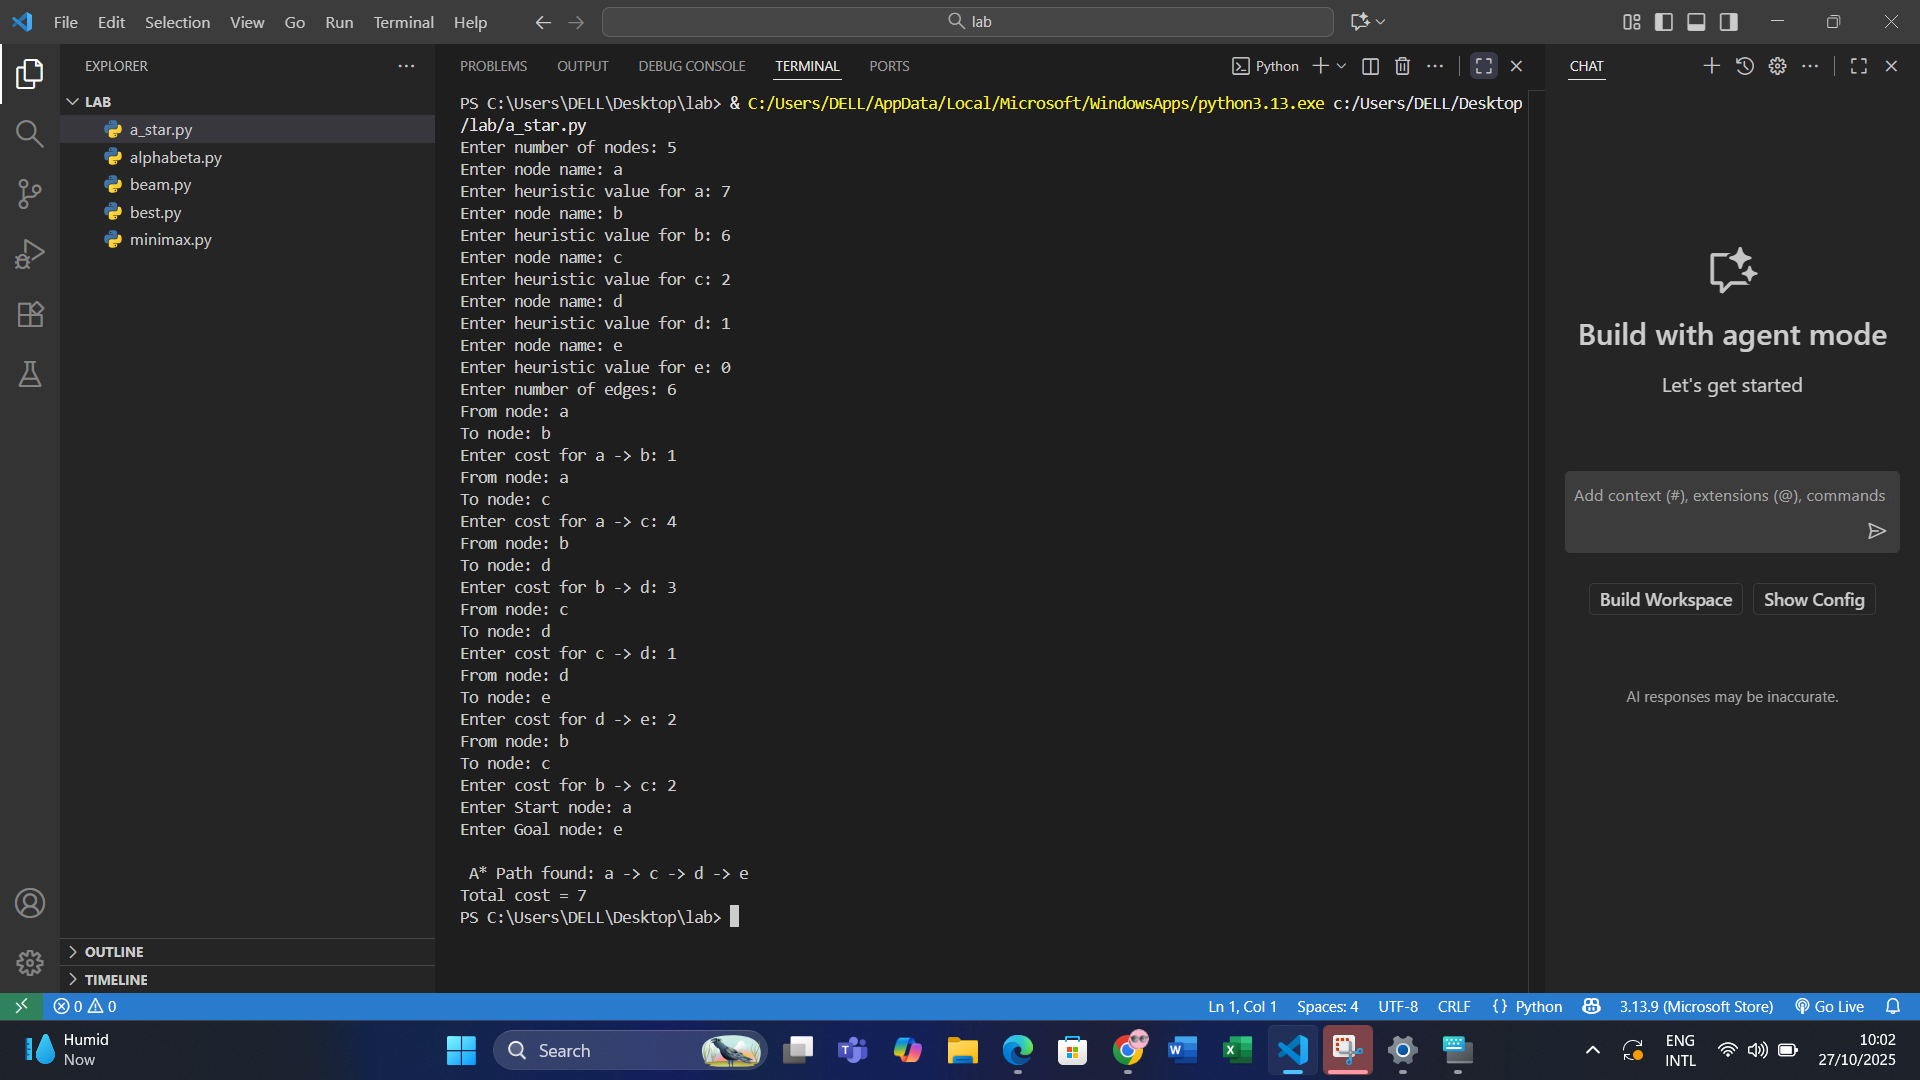 File Edit Selection View Go Run Terminal Help
lab
EXPLORER
LAB
a_star.py
alphabeta.py
beam.py
best.py
minimax.py
OUTLINE
TIMELINE
PROBLEMS OUTPUT DEBUG CONSOLE TERMINAL PORTS
Python
PS C:\Users\DELL\Desktop\lab> & C:/Users/DELL/AppData/Local/Microsoft/WindowsApps/python3.13.exe c:/Users/DELL/Desktop
/lab/a_star.py
Enter number of nodes: 5
Enter node name: a
Enter heuristic value for a: 7
Enter node name: b
Enter heuristic value for b: 6
Enter node name: c
Enter heuristic value for c: 2
Enter node name: d
Enter heuristic value for d: 1
Enter node name: e
Enter heuristic value for e: 0
Enter number of edges: 6
From node: a
To node: b
Enter cost for a -> b: 1
From node: a
To node: c
Enter cost for a -> c: 4
From node: b
To node: d
Enter cost for b -> d: 3
From node: c
To node: d
Enter cost for c -> d: 1
From node: d
To node: e
Enter cost for d -> e: 2
From node: b
To node: c
Enter cost for b -> c: 2
Enter Start node: a
Enter Goal node: e
A* Path found: a -> c -> d -> e
Total cost = 7
PS C:\Users\DELL\Desktop\lab>
CHAT
Build with agent mode
Let's get started
Add context (#), extensions (@), commands
Build Workspace Show Config
AI responses may be inaccurate.
0 0
Ln 1, Col 1 Spaces: 4 UTF-8 CRLF {} Python 3.13.9 (Microsoft Store) Go Live
Humid
Now
Search
ENG
INTL
10:02
27/10/2025